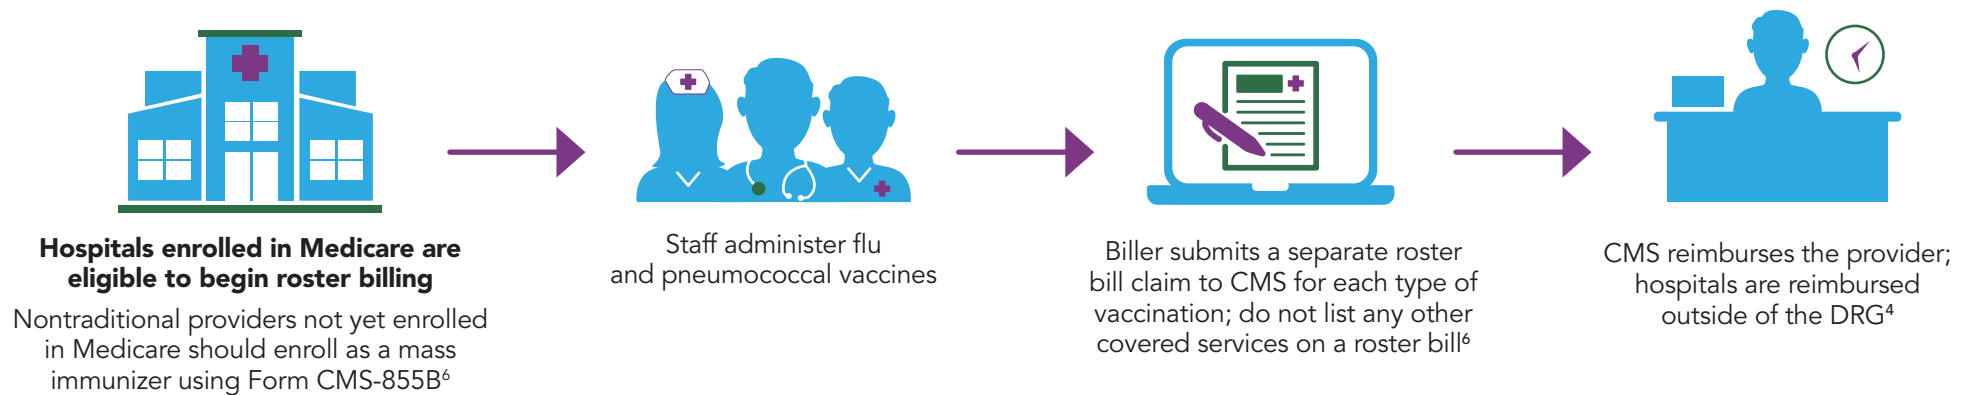 Hospitals enrolled in Medicare are
eligible to begin roster billing
Nontraditional providers not yet enrolled
in Medicare should enroll as a mass
immunizer using Form CMS-855B⁶
Staff administer flu
and pneumococcal vaccines
Biller submits a separate roster
bill claim to CMS for each type of
vaccination; do not list any other
covered services on a roster bill⁶
CMS reimburses the provider;
hospitals are reimbursed
outside of the DRG⁴